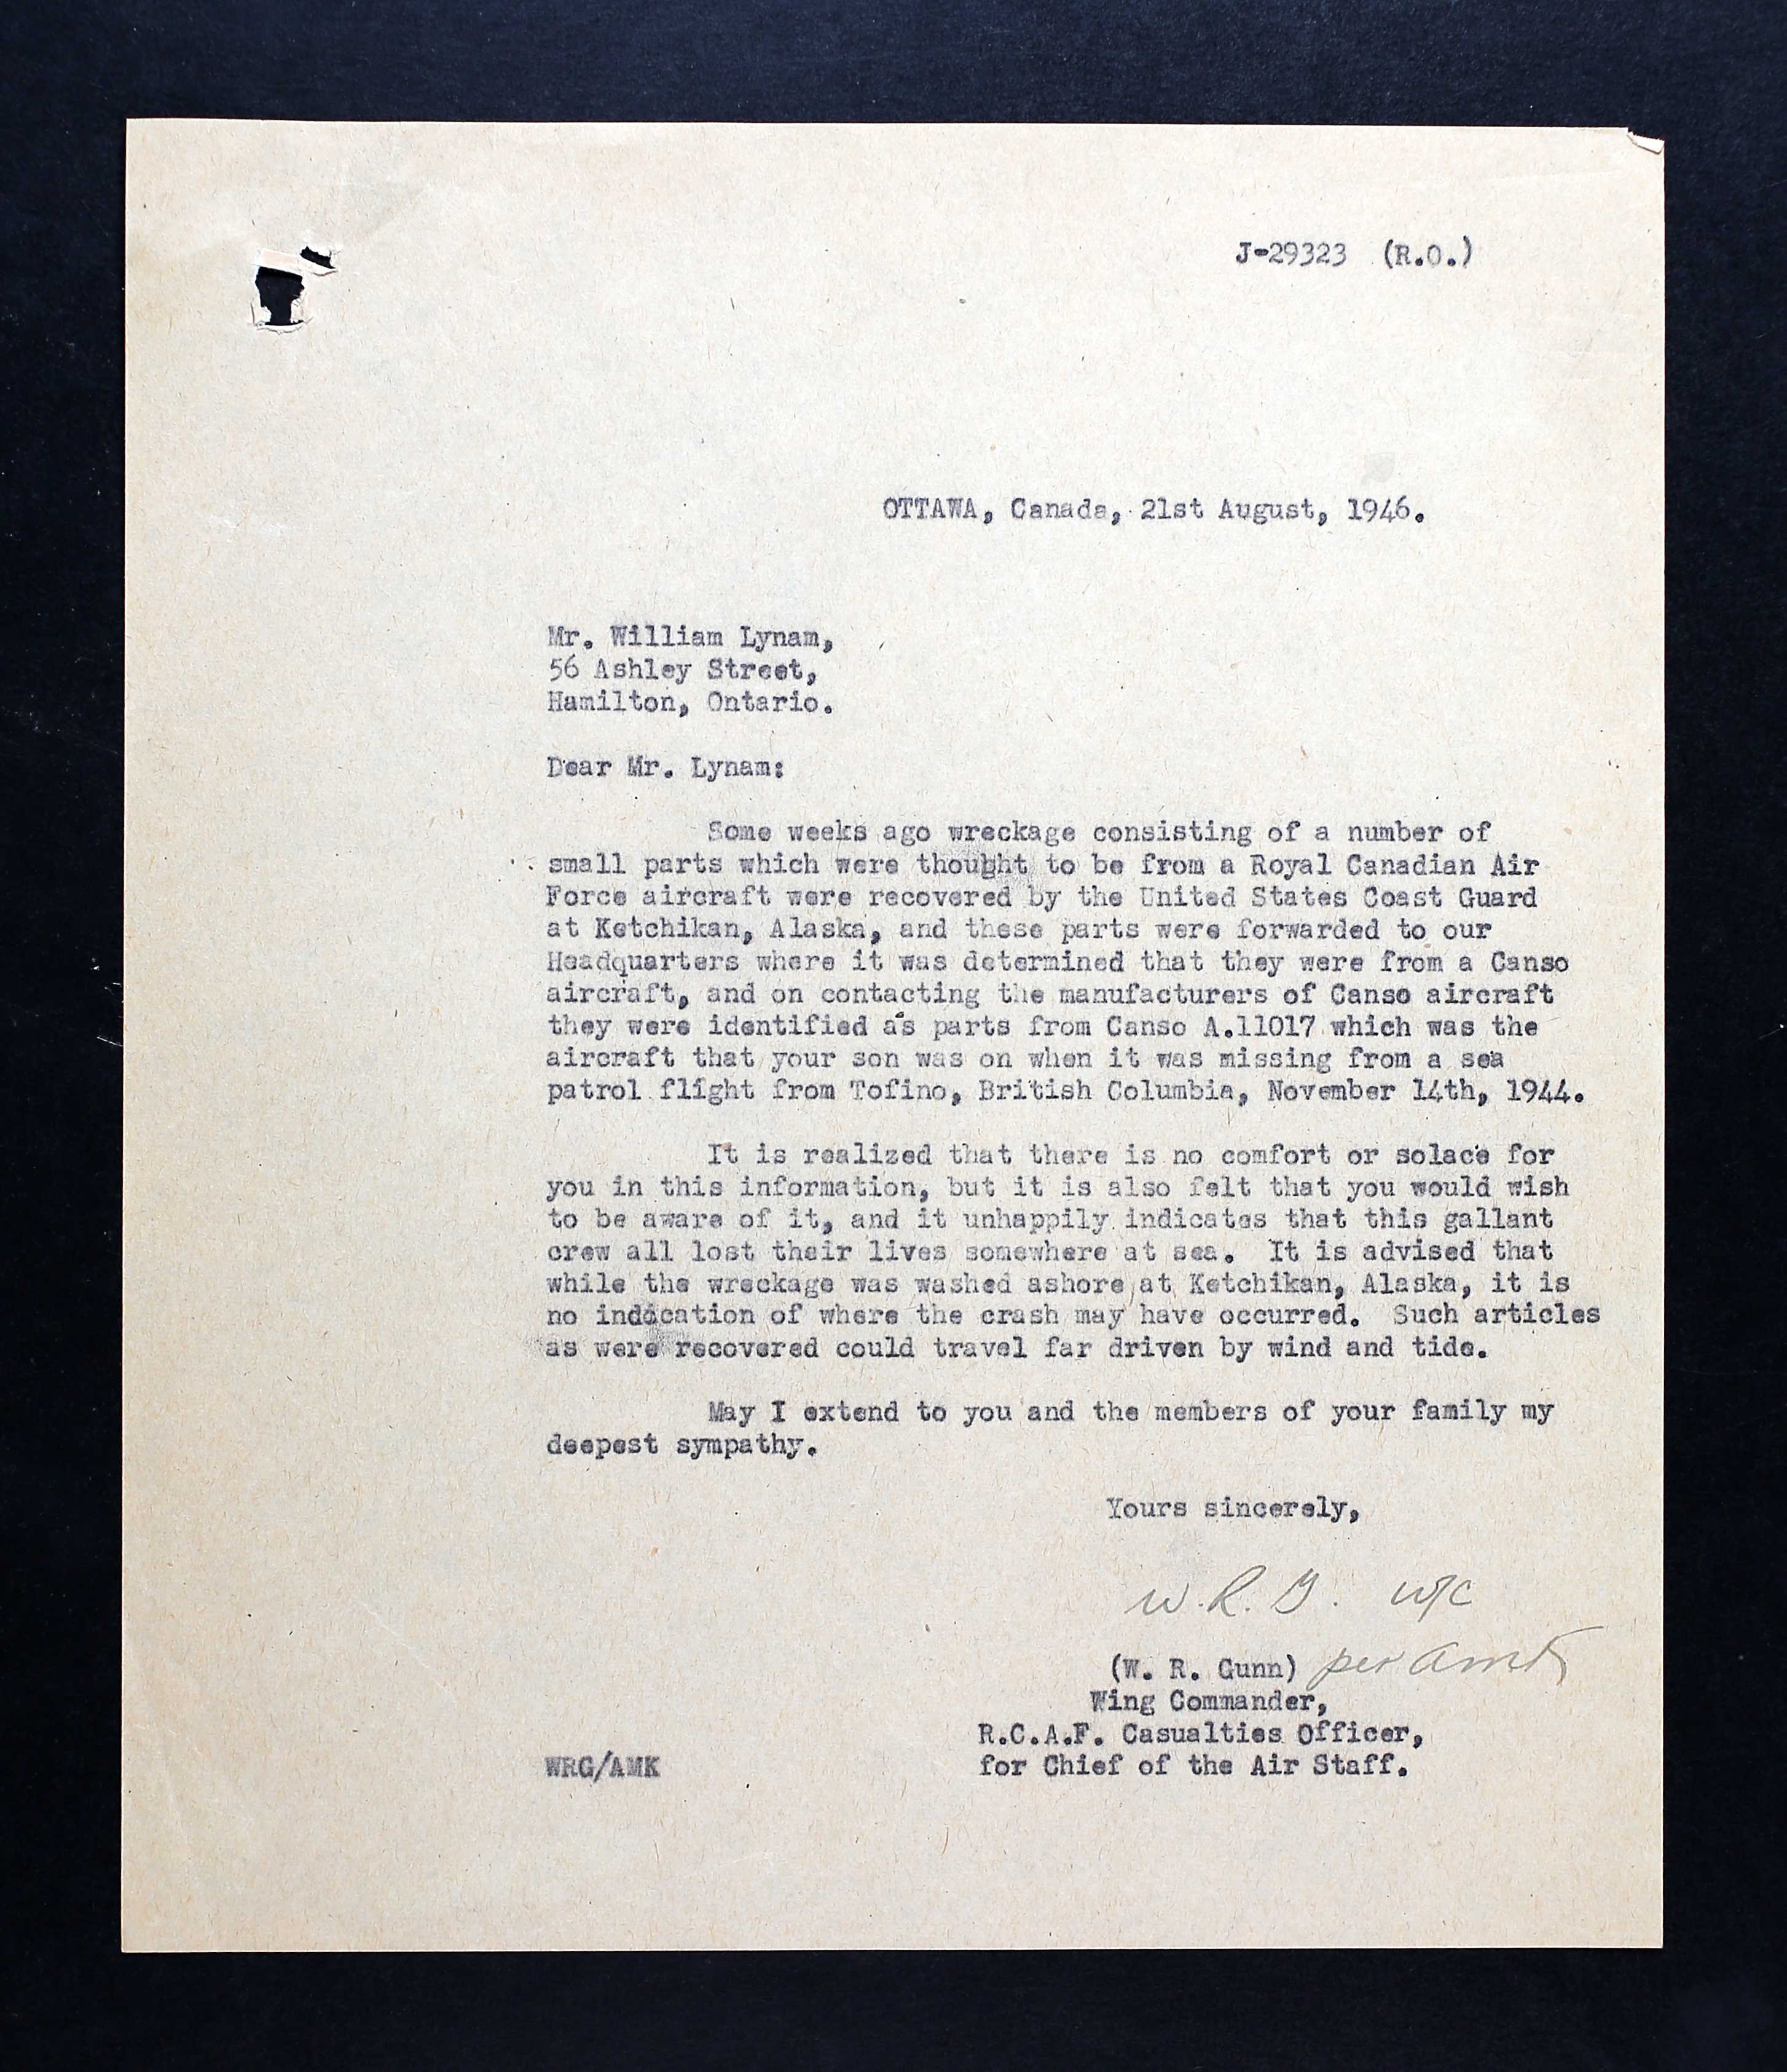 J-29323 (R.O.)
OTTAWA, Canada, 21st August, 1946.
Mr. William Lynam,
56 Ashley Street,
Hamilton, Ontario.
Dear Mr. Lynam:
Some weeks ago wreckage consisting of a number of
small parts which were thought to be from a Royal Canadian Air
Force aircraft were recovered by the United States Coast Guard
at Ketchikan, Alaska, and these parts were forwarded to our
Headquarters where it was determined that they were from a Canso
aircraft, and on contacting the manufacturers of Canso aircraft
they were identified as parts from Canso A.11017 which was the
aircraft that your son was on when it was missing from a sea
patrol flight from Tofino, British Columbia, November 14th, 1944.
It is realized that there is no comfort or solace for
you in this information, but it is also felt that you would wish
to be aware of it, and it unhappily indicates that this gallant
crew all lost their lives somewhere at sea. It is advised that
while the wreckage was washed ashore at Ketchikan, Alaska, it is
no indication of where the crash may have occurred. Such articles
as were recovered could travel far driven by wind and tide.
May I extend to you and the members of your family my
deepest sympathy.
Yours sincerely,
W. R. G. W/C
(W. R. Gunn) per AMK
Wing Commander,
R.C.A.F. Casualties Officer,
WRG/AMK for Chief of the Air Staff.